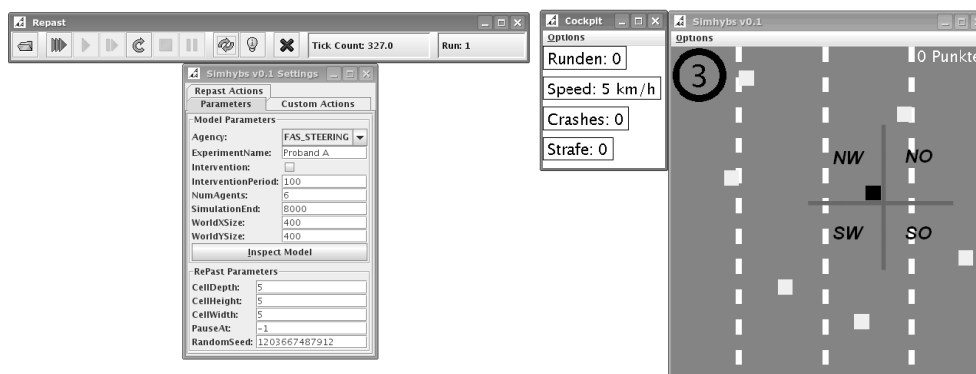 Repast
Tick Count: 327.0
Run: 1
Simhybs v0.1 Settings
Repast Actions
Parameters
Custom Actions
Model Parameters
Agency: FAS_STEERING
ExperimentName: Proband A
Intervention:
InterventionPeriod: 100
NumAgents: 6
SimulationEnd: 8000
WorldXSize: 400
WorldYSize: 400
Inspect Model
RePast Parameters
CellDepth: 5
CellHeight: 5
CellWidth: 5
PauseAt: -1
RandomSeed: 1203667487912
Cockpit
Options
Runden: 0
Speed: 5 km/h
Crashes: 0
Strafe: 0
Simhybs v0.1
Options
3
0 Punkte
NW NO
SW SO